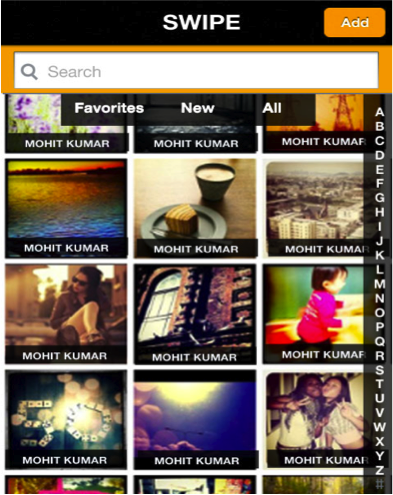 SWIPE
Add
Search
Favorites New All
MOHIT KUMAR MOHIT KUMAR MOHIT KUMAR
MOHIT KUMAR MOHIT KUMAR MOHIT KUMAR
MOHIT KUMAR MOHIT KUMAR MOHIT KUMAR
MOHIT KUMAR MOHIT KUMAR MOHIT KUMAR
A
B
C
D
E
F
G
H
I
J
K
L
M
N
O
P
Q
R
S
T
U
V
W
X
Y
Z
#